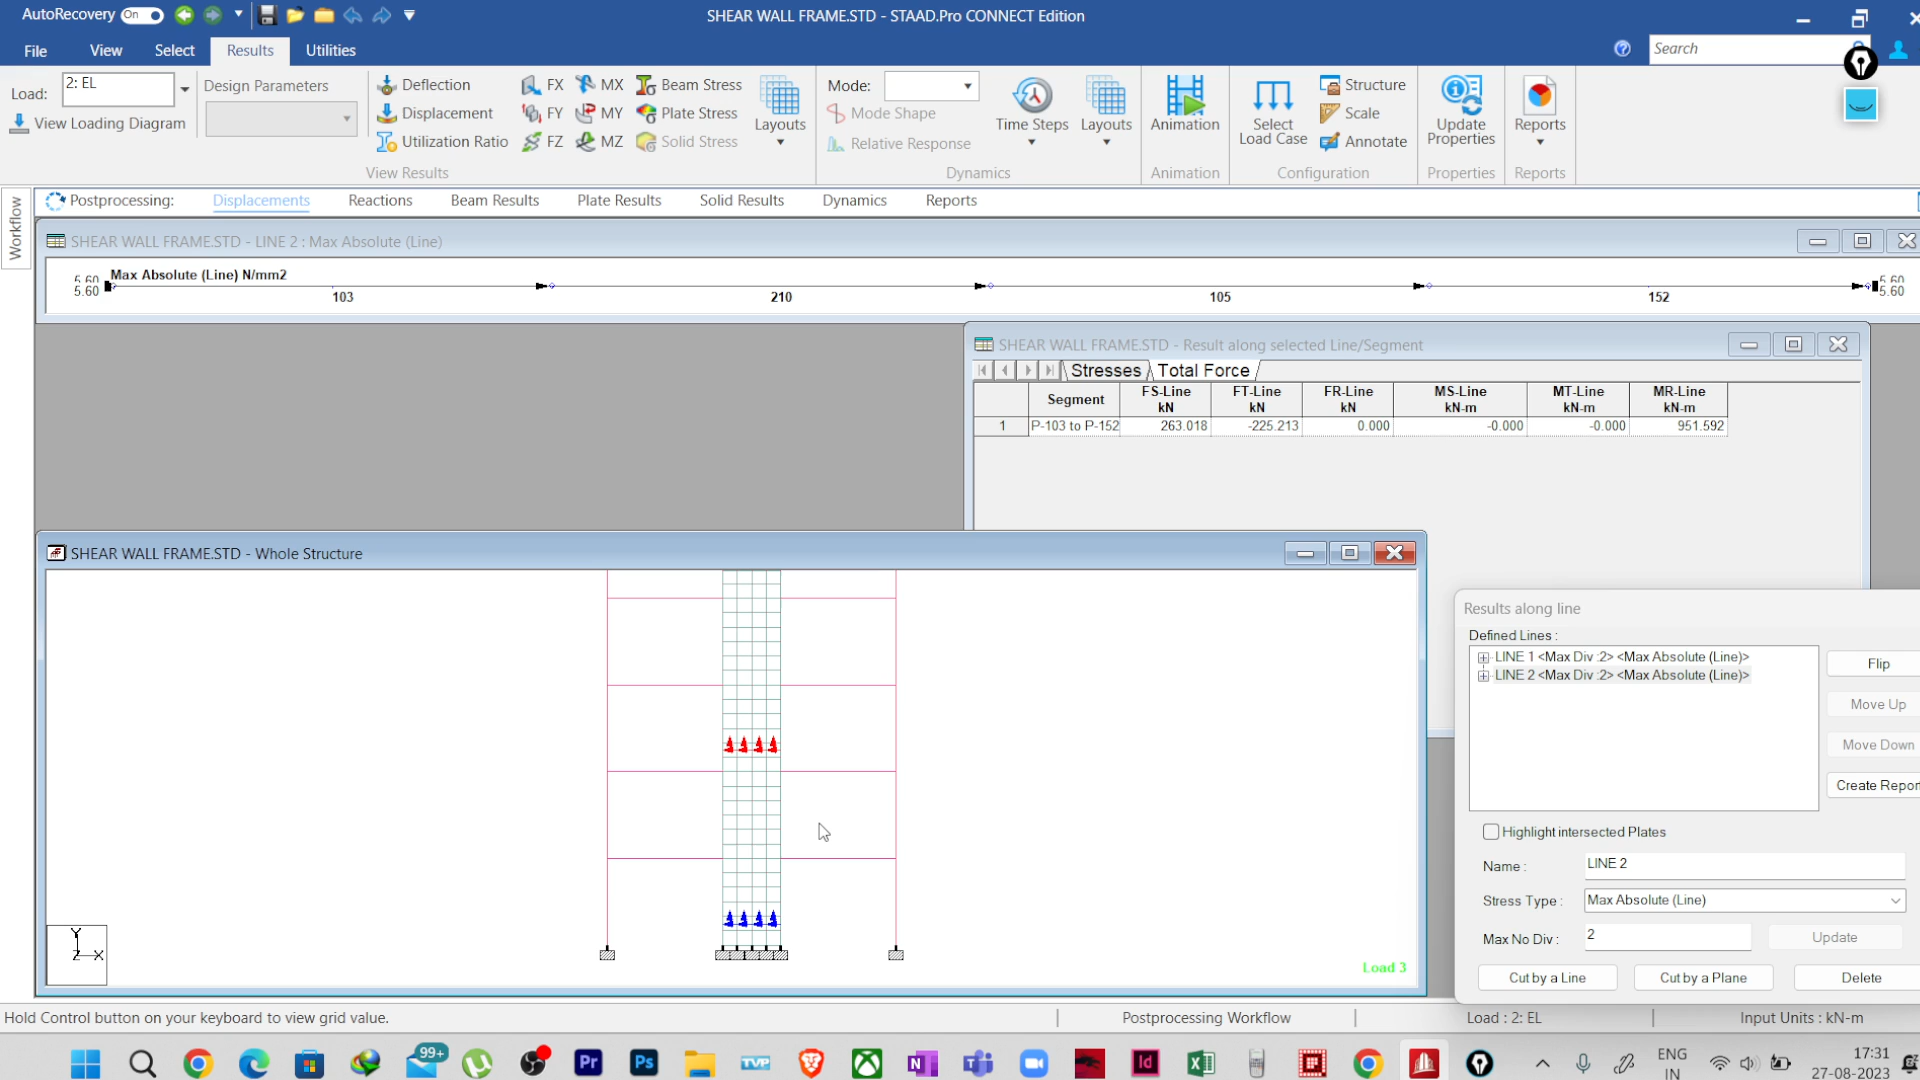 AutoRecovery On
SHEAR WALL FRAME.STD - STAAD.Pro CONNECT Edition
File View Select Results Utilities
Search
Load: 2: EL
View Loading Diagram
Design Parameters
Deflection
Displacement
Utilization Ratio
FX MX Beam Stress
FY MY Plate Stress
FZ MZ Solid Stress
Layouts
View Results
Mode:
Mode Shape
Relative Response
Time Steps
Layouts
Dynamics
Animation
Animation
Select Load Case
Structure
Scale
Annotate
Configuration
Update Properties
Properties
Reports
Reports
Workflow
Postprocessing: Displacements Reactions Beam Results Plate Results Solid Results Dynamics Reports
SHEAR WALL FRAME.STD - LINE 2 : Max Absolute (Line)
Max Absolute (Line) N/mm2
5.60
5.60
103 210 105 152
5.60
5.60
SHEAR WALL FRAME.STD - Result along selected Line/Segment
Stresses Total Force
Segment FS-Line kN FT-Line kN FR-Line kN MS-Line kN-m MT-Line kN-m MR-Line kN-m
1 P-103 to P-152 263.018 -225.213 0.000 -0.000 -0.000 951.592
SHEAR WALL FRAME.STD - Whole Structure
Y
Z X
Load 3
Results along line
Defined Lines :
LINE 1 <Max Div :2> <Max Absolute (Line)>
LINE 2 <Max Div :2> <Max Absolute (Line)>
Flip
Move Up
Move Down
Create Repor
Highlight intersected Plates
Name : LINE 2
Stress Type : Max Absolute (Line)
Max No Div : 2 Update
Cut by a Line Cut by a Plane Delete
Hold Control button on your keyboard to view grid value.
Postprocessing Workflow
Load : 2: EL
Input Units : kN-m
99+
Pr Ps TVP N Id
ENG
IN
17:31
27-08-2023